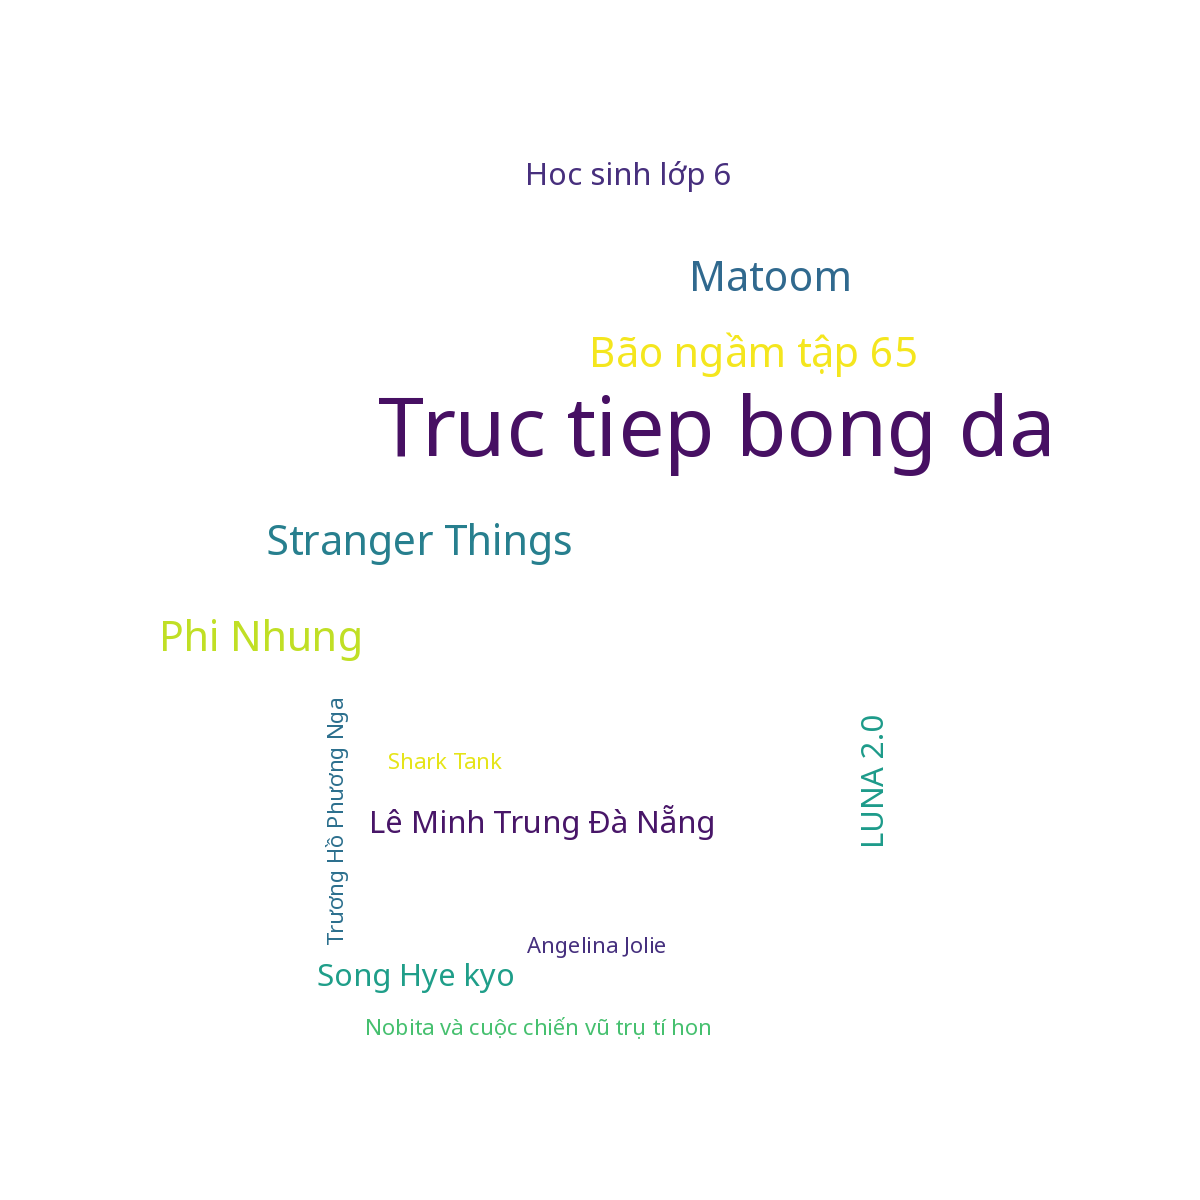 Hoc sinh lớp 6
Matoom
Bão ngầm tập 65
Truc tiep bong da
Stranger Things
Phi Nhung
Trương Hồ Phương Nga
LUNA 2.0
Shark Tank
Lê Minh Trung Đà Nẵng
Angelina Jolie
Song Hye kyo
Nobita và cuộc chiến vũ trụ tí hon